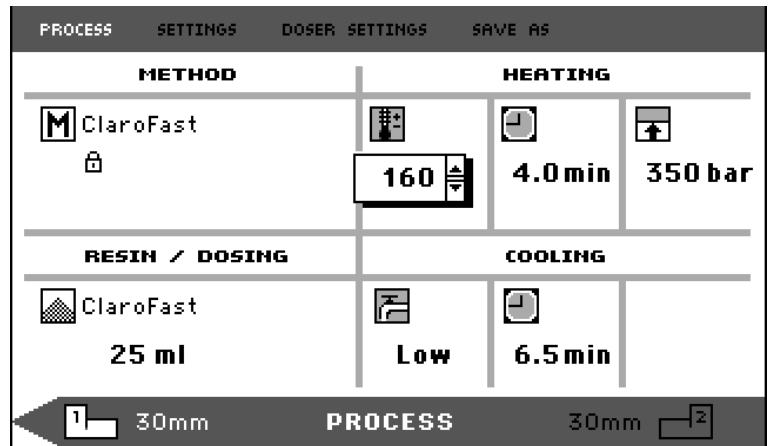 PROCESS SETTINGS DOSER SETTINGS SAVE AS
METHOD HEATING
M ClaroFast
160 4.0 min 350 bar
RESIN / DOSING COOLING
ClaroFast
25 ml Low 6.5 min
1 30mm PROCESS 30mm 2